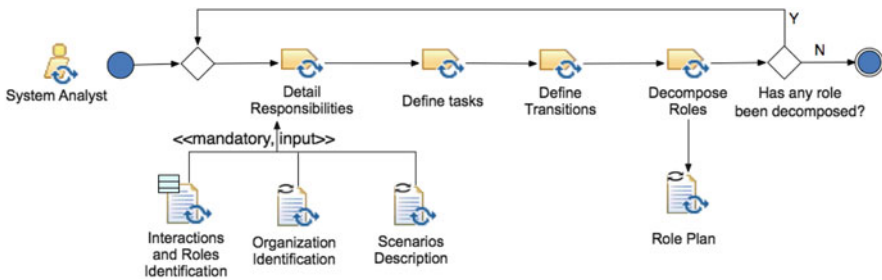 Y
N
System Analyst
Detail
Responsibilities
Define tasks
Define
Transitions
Decompose
Roles
Has any role
been decomposed?
<<mandatory, input>>
Interactions
and Roles
Identification
Organization
Identification
Scenarios
Description
Role Plan